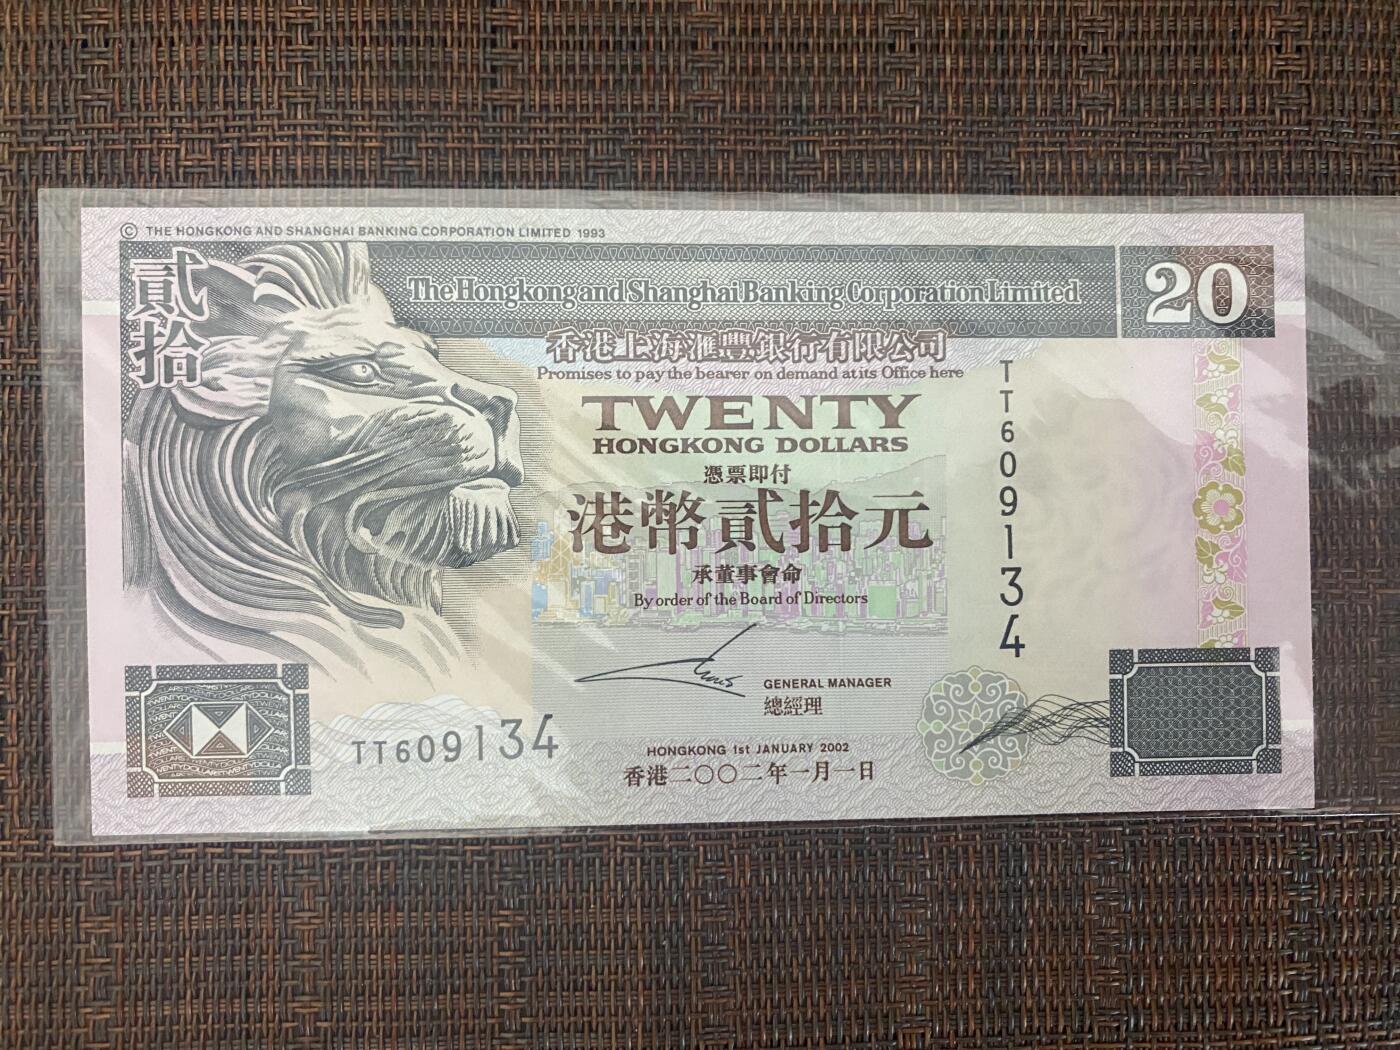 © THE HONGKONG AND SHANGHAI BANKING CORPORATION LIMITED 1993
貳拾
The Hongkong and Shanghai Banking Corporation Limited
20
香港上海滙豐銀行有限公司
Promises to pay the bearer on demand at its Office here
TWENTY
HONGKONG DOLLARS
憑票即付
港幣貳拾元
承董事會命
By order of the Board of Directors
TT609134
GENERAL MANAGER
總經理
TT609134
HONGKONG 1st JANUARY 2002
香港二〇〇二年一月一日